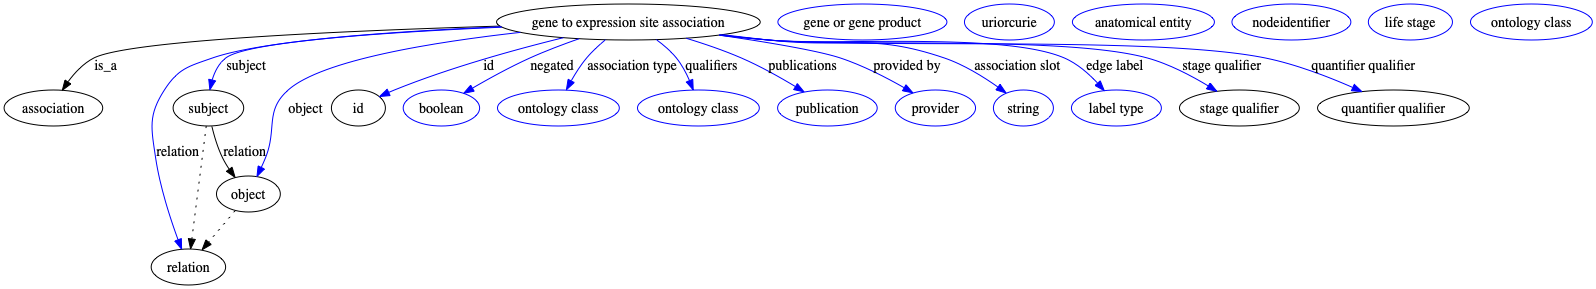 gene to expression site association
gene or gene product
uriorcurie
anatomical entity
nodeidentifier
life stage
ontology class
is_a
subject
object
id
negated
association type
qualifiers
publications
provided by
association slot
edge label
stage qualifier
quantifier qualifier
association
subject
id
boolean
ontology class
ontology class
publication
provider
string
label type
stage qualifier
quantifier qualifier
relation
relation
object
relation